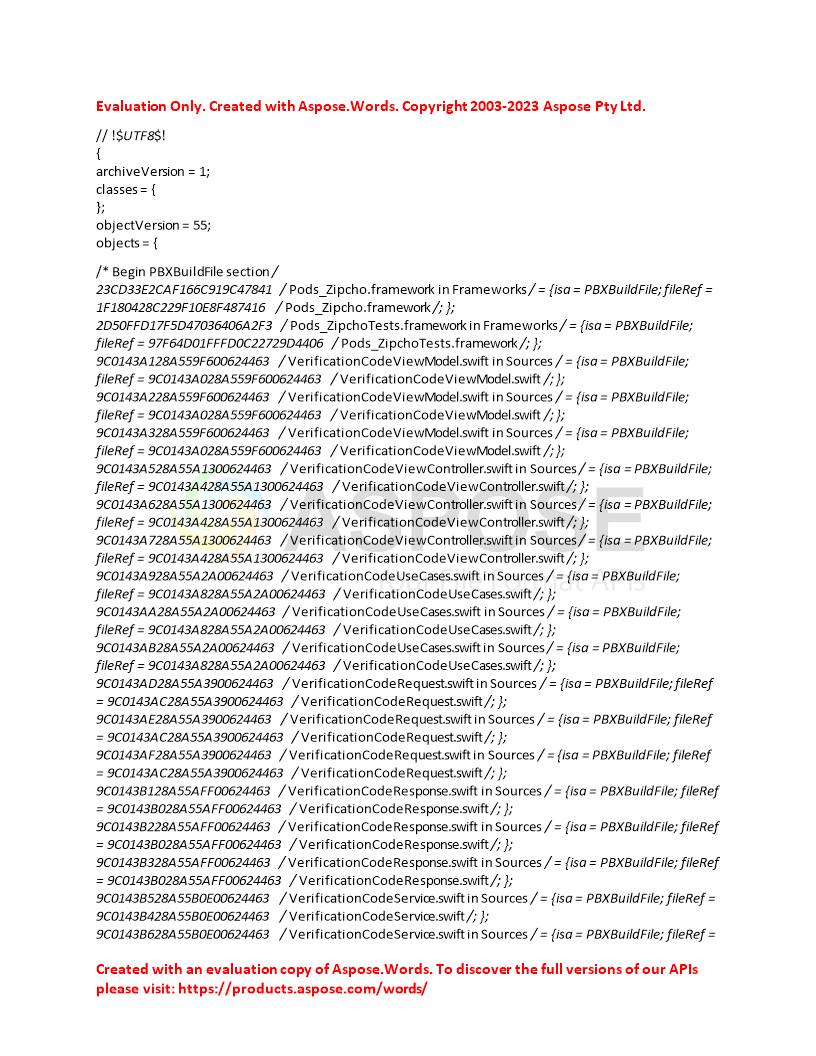 Evaluation Only. Created with Aspose.Words. Copyright 2003-2023 Aspose Pty Ltd.
// !$UTF8$!
{
archiveVersion = 1;
classes = {
};
objectVersion = 55;
objects = {
/* Begin PBXBuildFile section /
23CD33E2CAF166C919C47841 / Pods_Zipcho.framework in Frameworks / = {isa = PBXBuildFile; fileRef =
1F180428C229F10E8F487416 / Pods_Zipcho.framework /; };
2D50FFD17F5D47036406A2F3 / Pods_ZipchoTests.framework in Frameworks / = {isa = PBXBuildFile;
fileRef = 97F64D01FFFD0C22729D4406 / Pods_ZipchoTests.framework /; };
9C0143A128A559F600624463 / VerificationCodeViewModel.swift in Sources / = {isa = PBXBuildFile;
fileRef = 9C0143A028A559F600624463 / VerificationCodeViewModel.swift /; };
9C0143A228A559F600624463 / VerificationCodeViewModel.swift in Sources / = {isa = PBXBuildFile;
fileRef = 9C0143A028A559F600624463 / VerificationCodeViewModel.swift /; };
9C0143A328A559F600624463 / VerificationCodeViewModel.swift in Sources / = {isa = PBXBuildFile;
fileRef = 9C0143A028A559F600624463 / VerificationCodeViewModel.swift /; };
9C0143A528A55A1300624463 / VerificationCodeViewController.swift in Sources / = {isa = PBXBuildFile;
fileRef = 9C0143A428A55A1300624463 / VerificationCodeViewController.swift /; };
9C0143A628A55A1300624463 / VerificationCodeViewController.swift in Sources / = {isa = PBXBuildFile;
fileRef = 9C0143A428A55A1300624463 / VerificationCodeViewController.swift /; };
9C0143A728A55A1300624463 / VerificationCodeViewController.swift in Sources / = {isa = PBXBuildFile;
fileRef = 9C0143A428A55A1300624463 / VerificationCodeViewController.swift /; };
9C0143A928A55A2A00624463 / VerificationCodeUseCases.swift in Sources / = {isa = PBXBuildFile;
fileRef = 9C0143A828A55A2A00624463 / VerificationCodeUseCases.swift /; };
9C0143AA28A55A2A00624463 / VerificationCodeUseCases.swift in Sources / = {isa = PBXBuildFile;
fileRef = 9C0143A828A55A2A00624463 / VerificationCodeUseCases.swift /; };
9C0143AB28A55A2A00624463 / VerificationCodeUseCases.swift in Sources / = {isa = PBXBuildFile;
fileRef = 9C0143A828A55A2A00624463 / VerificationCodeUseCases.swift /; };
9C0143AD28A55A3900624463 / VerificationCodeRequest.swift in Sources / = {isa = PBXBuildFile; fileRef
= 9C0143AC28A55A3900624463 / VerificationCodeRequest.swift /; };
9C0143AE28A55A3900624463 / VerificationCodeRequest.swift in Sources / = {isa = PBXBuildFile; fileRef
= 9C0143AC28A55A3900624463 / VerificationCodeRequest.swift /; };
9C0143AF28A55A3900624463 / VerificationCodeRequest.swift in Sources / = {isa = PBXBuildFile; fileRef
= 9C0143AC28A55A3900624463 / VerificationCodeRequest.swift /; };
9C0143B128A55AFF00624463 / VerificationCodeResponse.swift in Sources / = {isa = PBXBuildFile; fileRef
= 9C0143B028A55AFF00624463 / VerificationCodeResponse.swift /; };
9C0143B228A55AFF00624463 / VerificationCodeResponse.swift in Sources / = {isa = PBXBuildFile; fileRef
= 9C0143B028A55AFF00624463 / VerificationCodeResponse.swift /; };
9C0143B328A55AFF00624463 / VerificationCodeResponse.swift in Sources / = {isa = PBXBuildFile; fileRef
= 9C0143B028A55AFF00624463 / VerificationCodeResponse.swift /; };
9C0143B528A55B0E00624463 / VerificationCodeService.swift in Sources / = {isa = PBXBuildFile; fileRef =
9C0143B428A55B0E00624463 / VerificationCodeService.swift /; };
9C0143B628A55B0E00624463 / VerificationCodeService.swift in Sources / = {isa = PBXBuildFile; fileRef =
ASPOSE
Your File Format APIs
Created with an evaluation copy of Aspose.Words. To discover the full versions of our APIs
please visit: https://products.aspose.com/words/